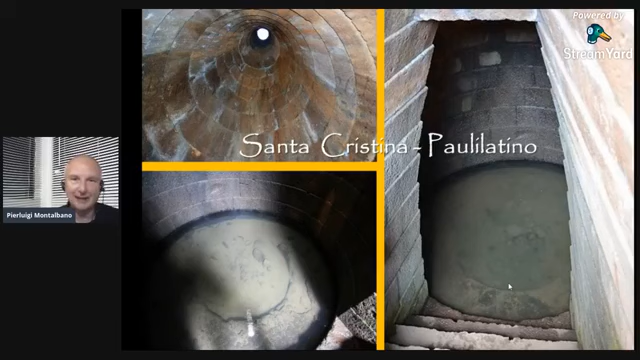 Powered by
StreamYard
Santa Cristina - Paulilatino
Pierluigi Montalbano